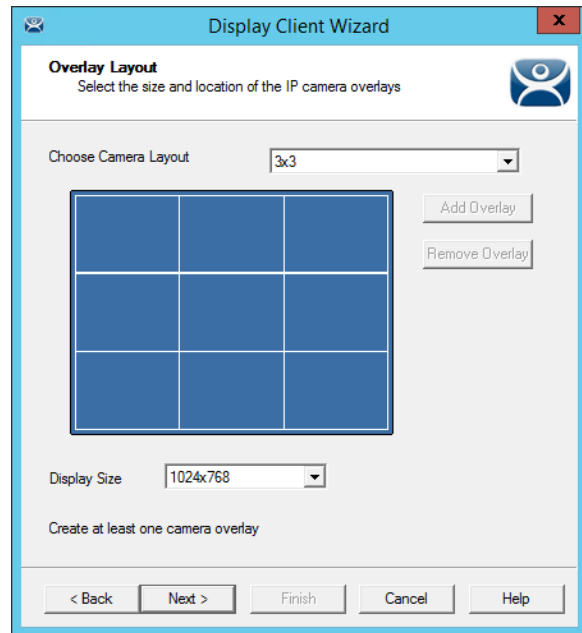 Display Client Wizard
x
Overlay Layout
Select the size and location of the IP camera overlays
Choose Camera Layout
3x3
Add Overlay
Remove Overlay
Display Size
1024x768
Create at least one camera overlay
< Back
Next >
Finish
Cancel
Help